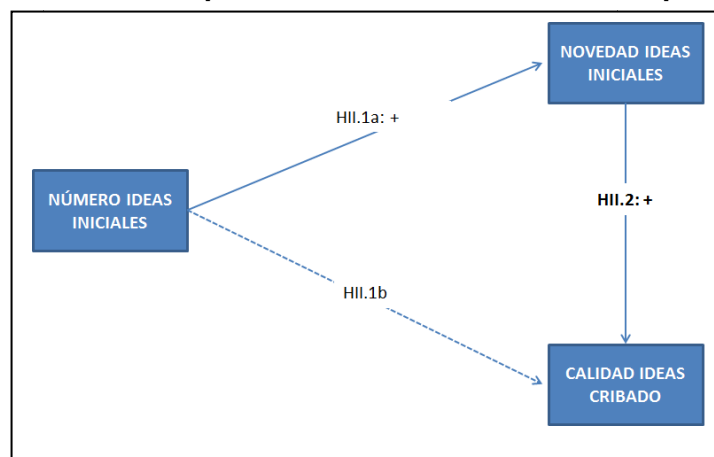 NOVEDAD IDEAS
INICIALES
HII.1a: +
NÚMERO IDEAS
INICIALES
HII.2: +
HII.1b
CALIDAD IDEAS
CRIBADO